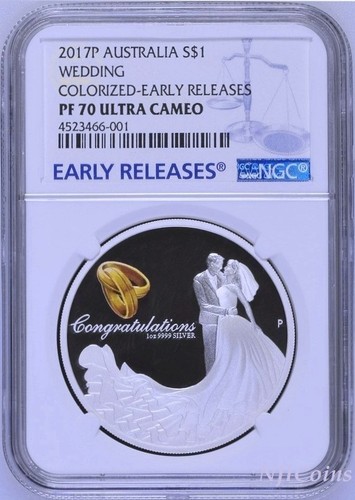 2017P AUSTRALIA S$1
WEDDING
COLORIZED-EARLY RELEASES
PF 70 ULTRA CAMEO
4523466-001
EARLY RELEASES®
NGC®
Congratulations
1oz 9999 SILVER
P
NJJCoins